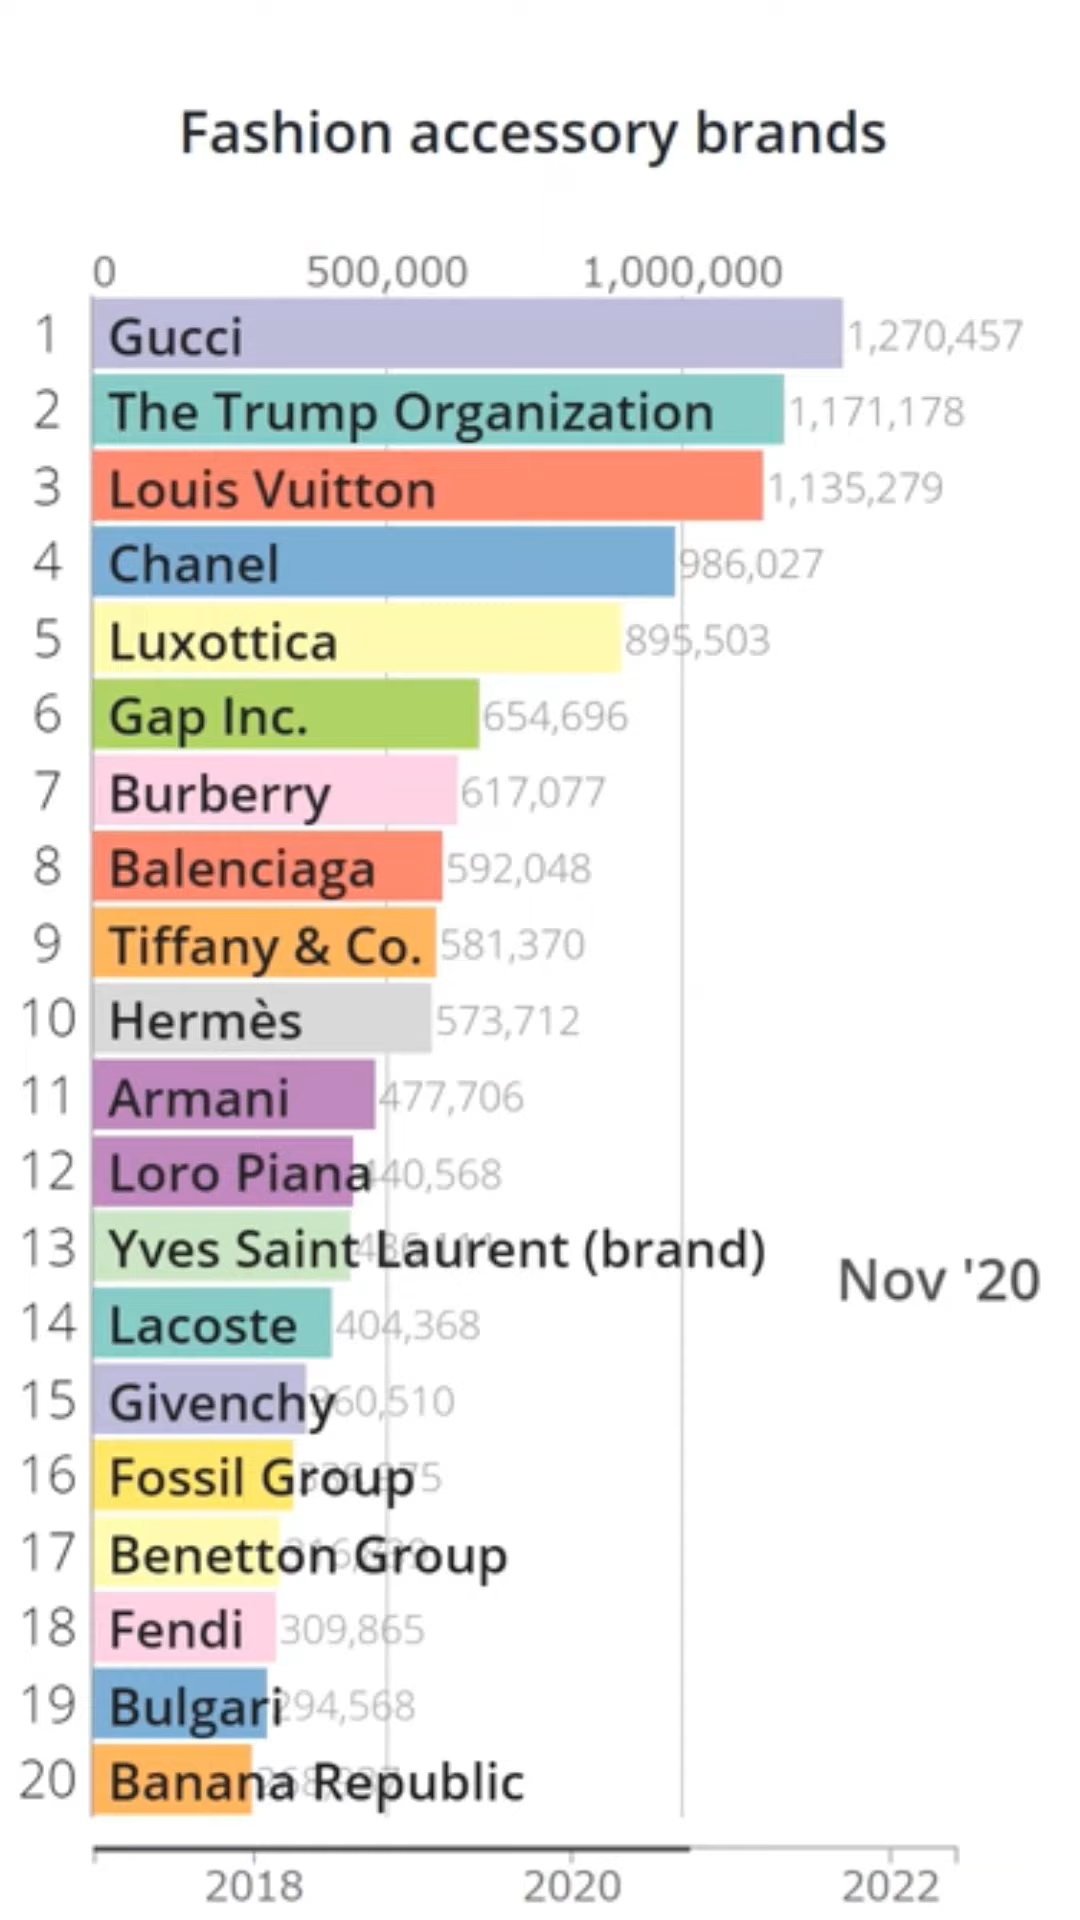 Fashion accessory brands
0 500,000 1,000,000
1 Gucci 1,270,457
2 The Trump Organization 1,171,178
3 Louis Vuitton 1,135,279
4 Chanel 986,027
5 Luxottica 895,503
6 Gap Inc. 654,696
7 Burberry 617,077
8 Balenciaga 592,048
9 Tiffany & Co. 581,370
10 Hermès 573,712
11 Armani 477,706
12 Loro Piana 440,568
13 Yves Saint Laurent (brand)
Nov '20
14 Lacoste 404,368
15 Givenchy 360,510
16 Fossil Group
17 Benetton Group
18 Fendi 309,865
19 Bulgari 294,568
20 Banana Republic
2018 2020 2022